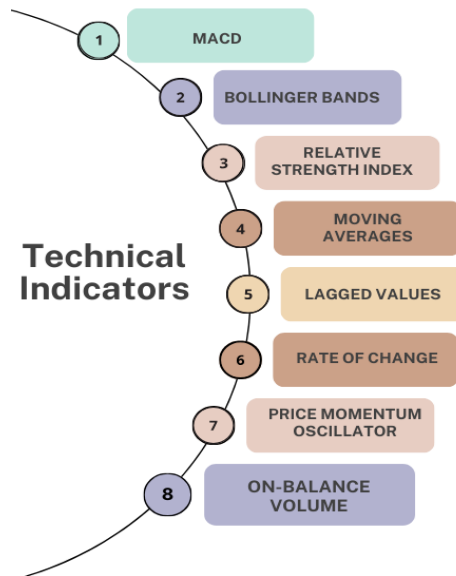 1
MACD
2
BOLLINGER BANDS
3
RELATIVE
STRENGTH INDEX
4
MOVING
AVERAGES
Technical
Indicators
5
LAGGED VALUES
6
RATE OF CHANGE
7
PRICE MOMENTUM
OSCILLATOR
8
ON-BALANCE
VOLUME